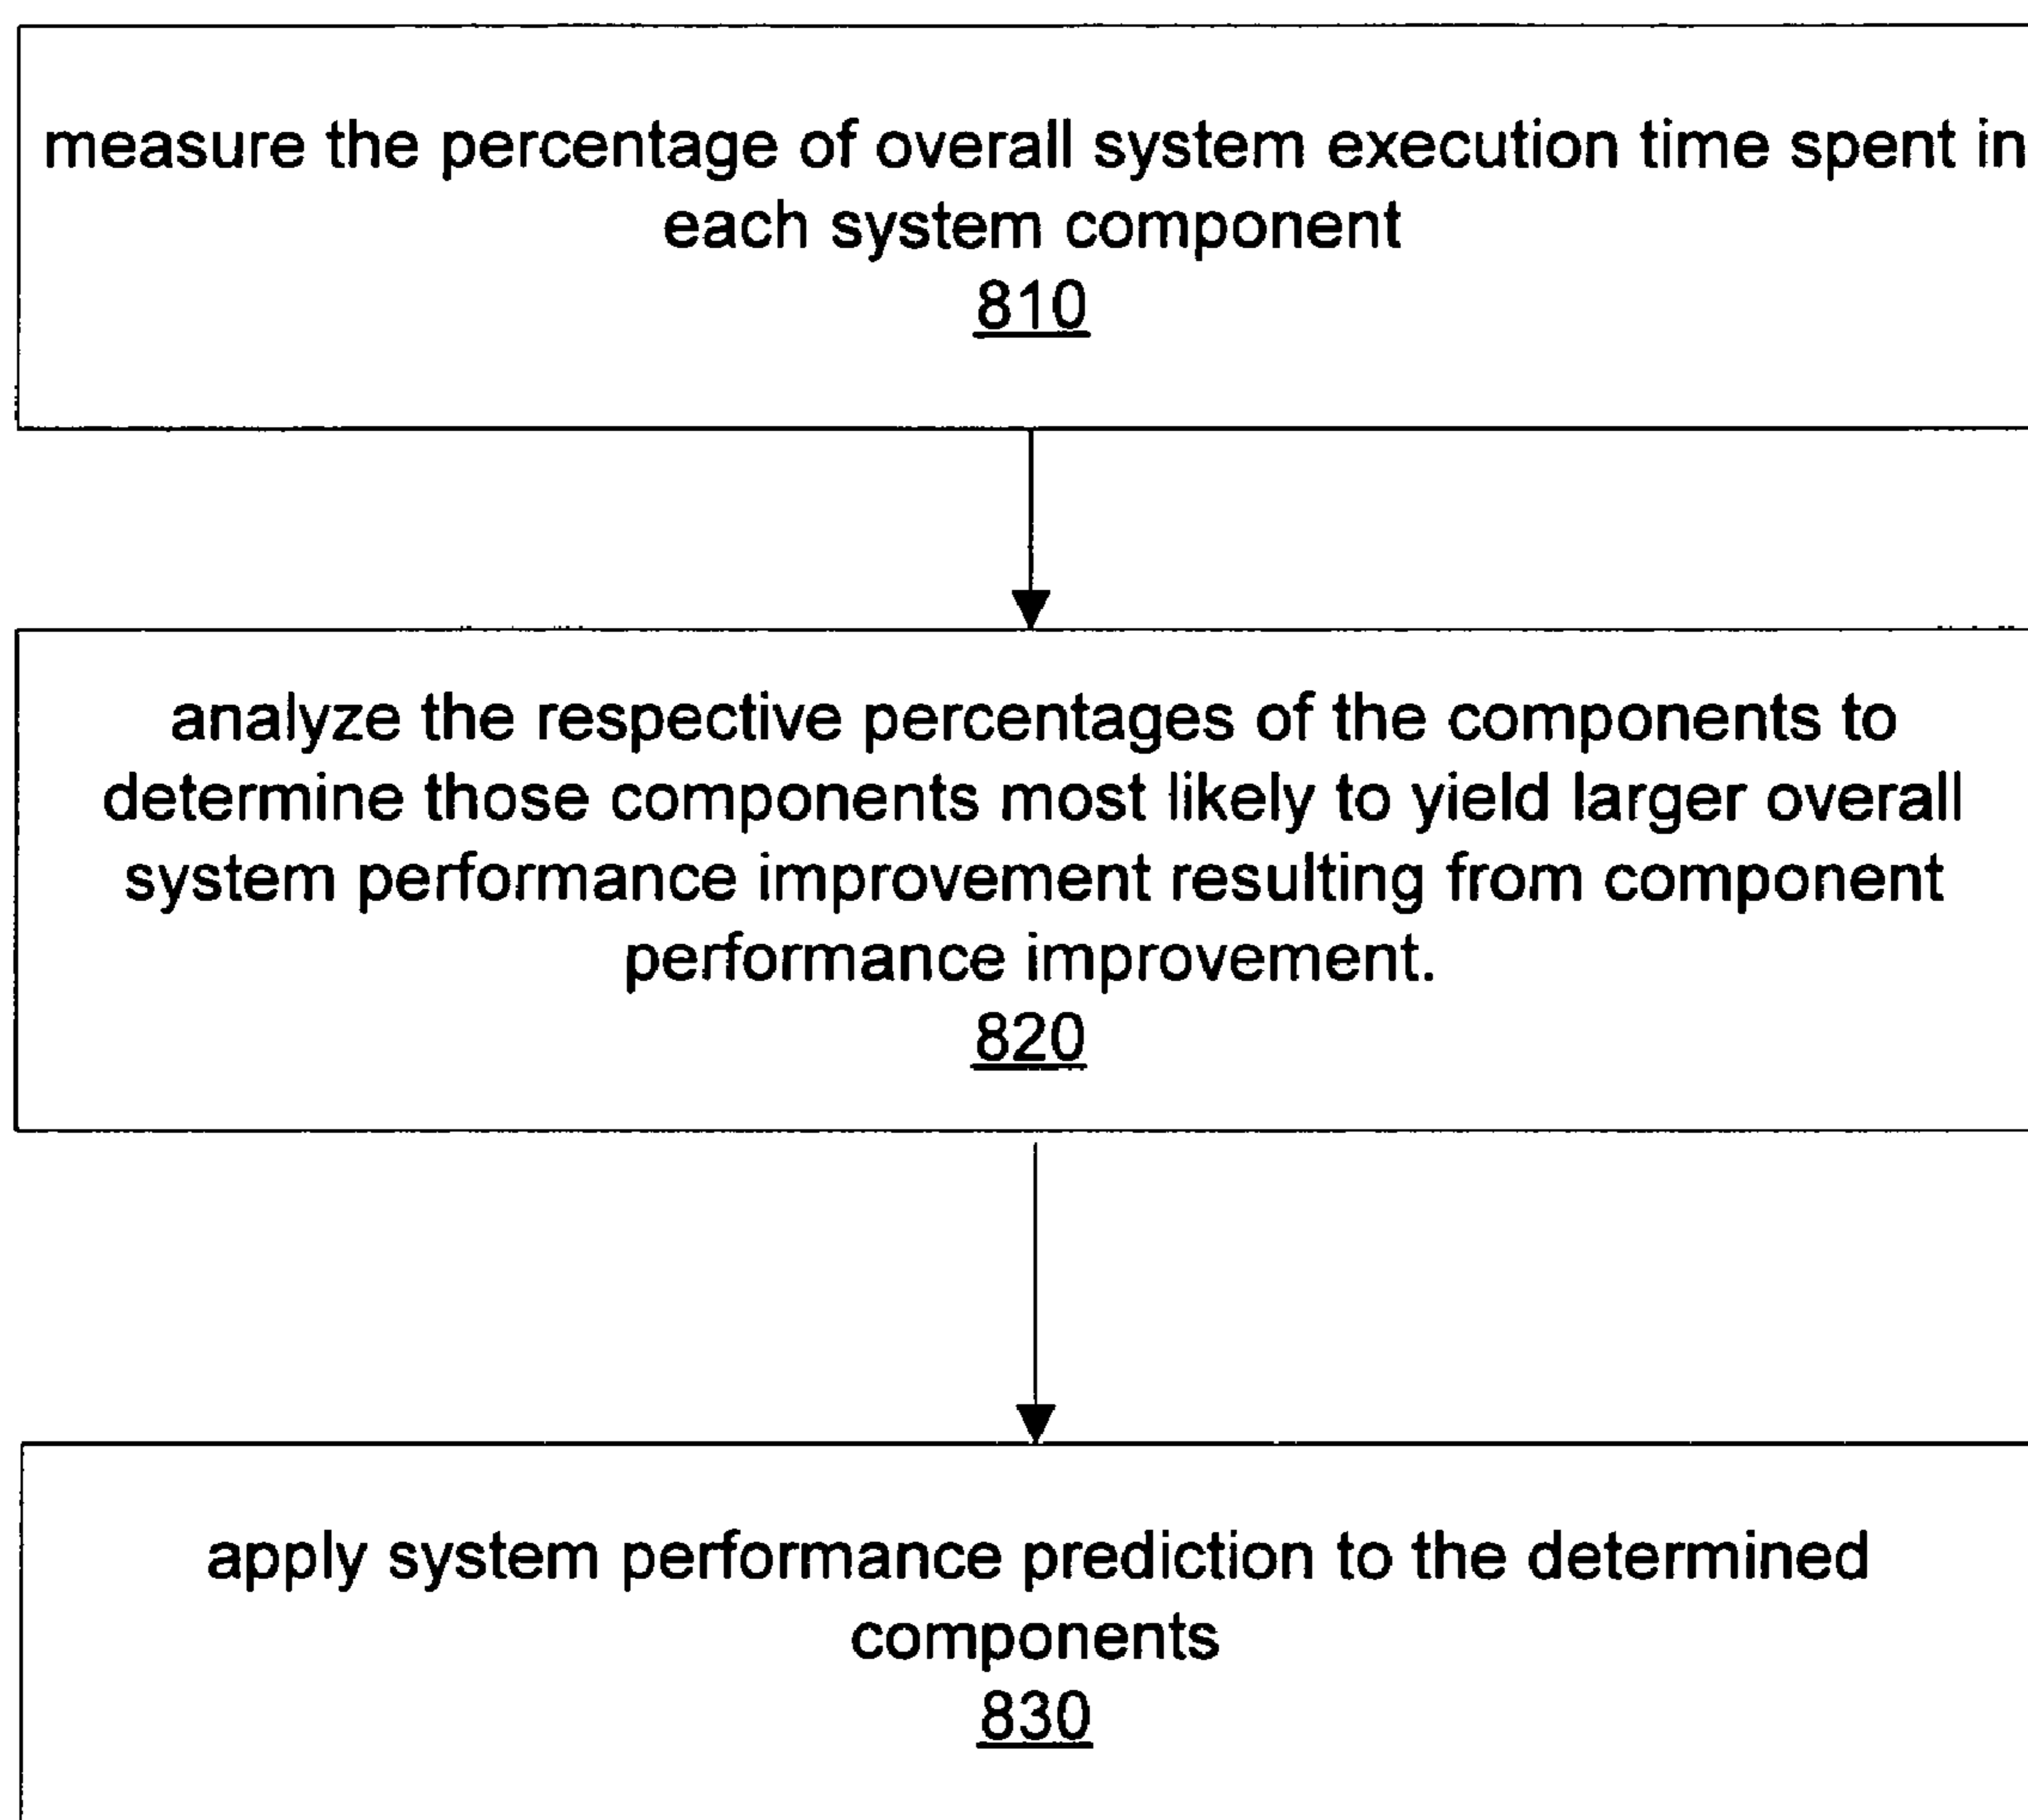 measure the percentage of overall system execution time spent in
each system component
810
analyze the respective percentages of the components to
determine those components most likely to yield larger overall
system performance improvement resulting from component
performance improvement.
820
apply system performance prediction to the determined
components
830